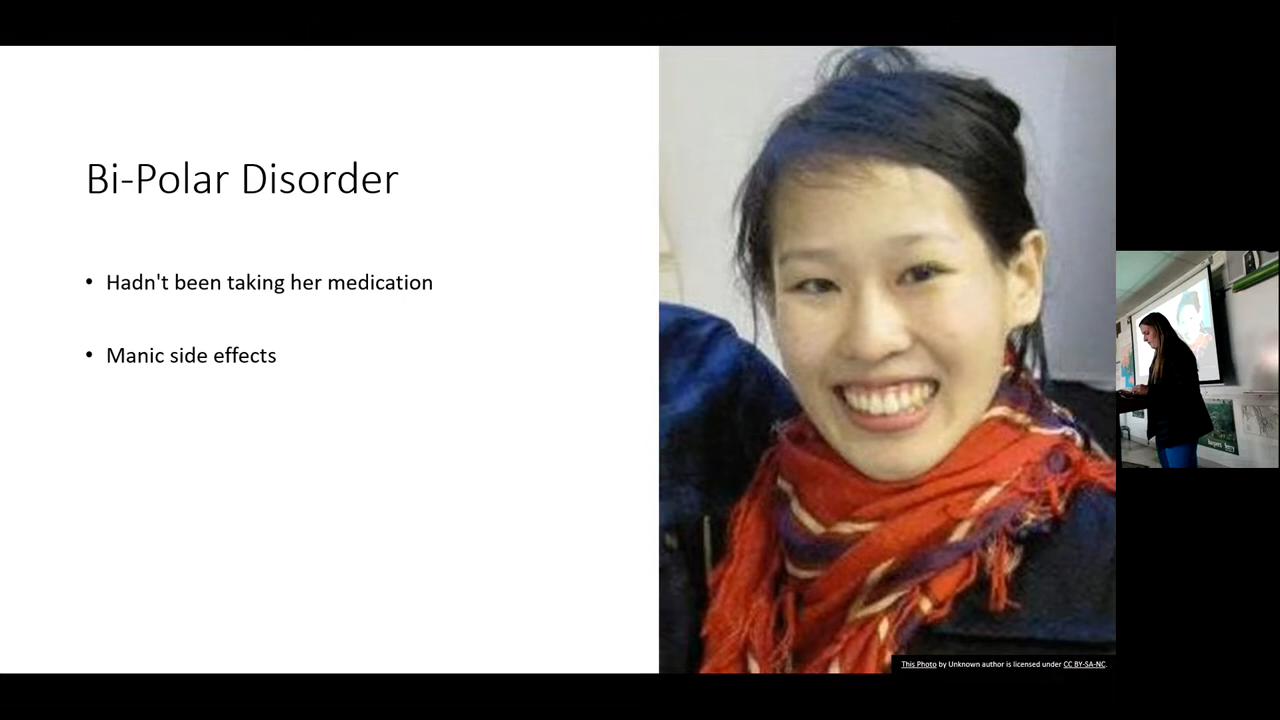 Bi-Polar Disorder
• Hadn't been taking her medication
• Manic side effects
This Photo by Unknown author is licensed under CC BY-SA-NC.